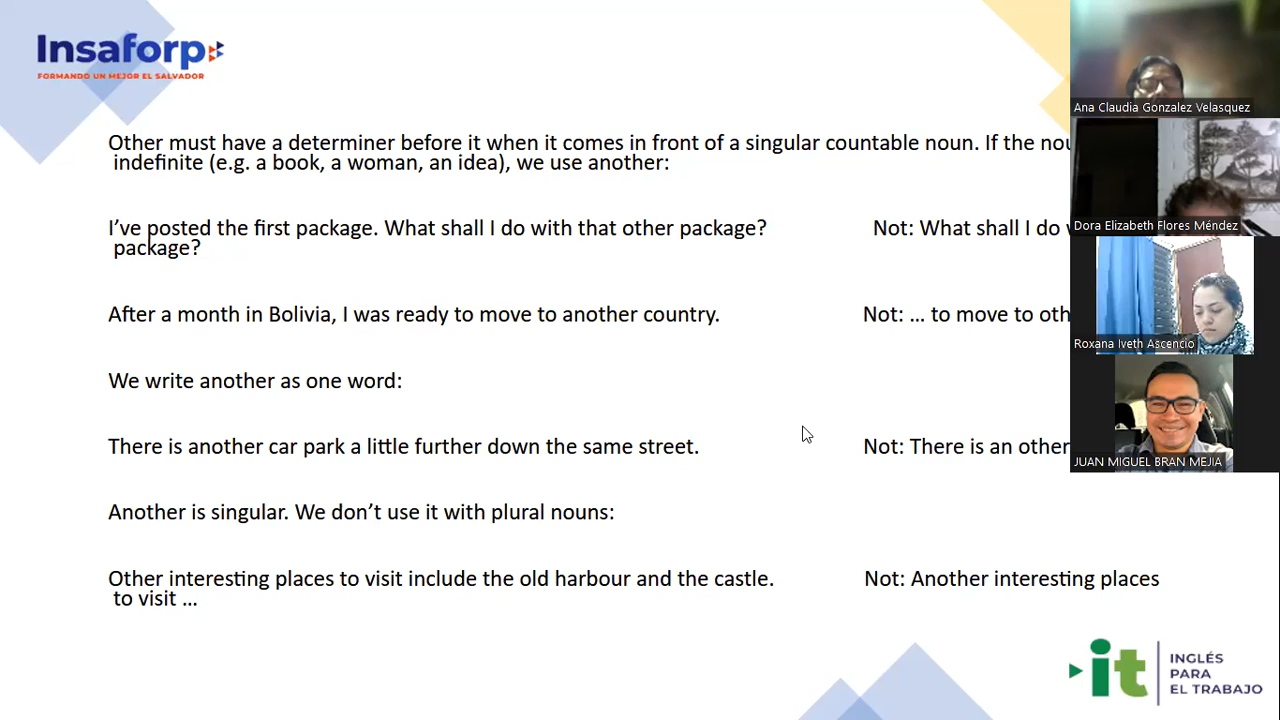 Insaforp
FORMANDO UN MEJOR EL SALVADOR
Other must have a determiner before it when it comes in front of a singular countable noun. If the
indefinite (e.g. a book, a woman, an idea), we use another:
I’ve posted the first package. What shall I do with that other package? Not: What shall I do
package?
After a month in Bolivia, I was ready to move to another country. Not: … to move to
We write another as one word:
There is another car park a little further down the same street. Not: There is an other
Another is singular. We don’t use it with plural nouns:
Other interesting places to visit include the old harbour and the castle. Not: Another interesting places
to visit …
Ana Claudia Gonzalez Velasquez
Dora Elizabeth Flores Méndez
Roxana Iveth Ascencio
JUAN MIGUEL BRAN MEJIA
it
INGLÉS
PARA
EL TRABAJO